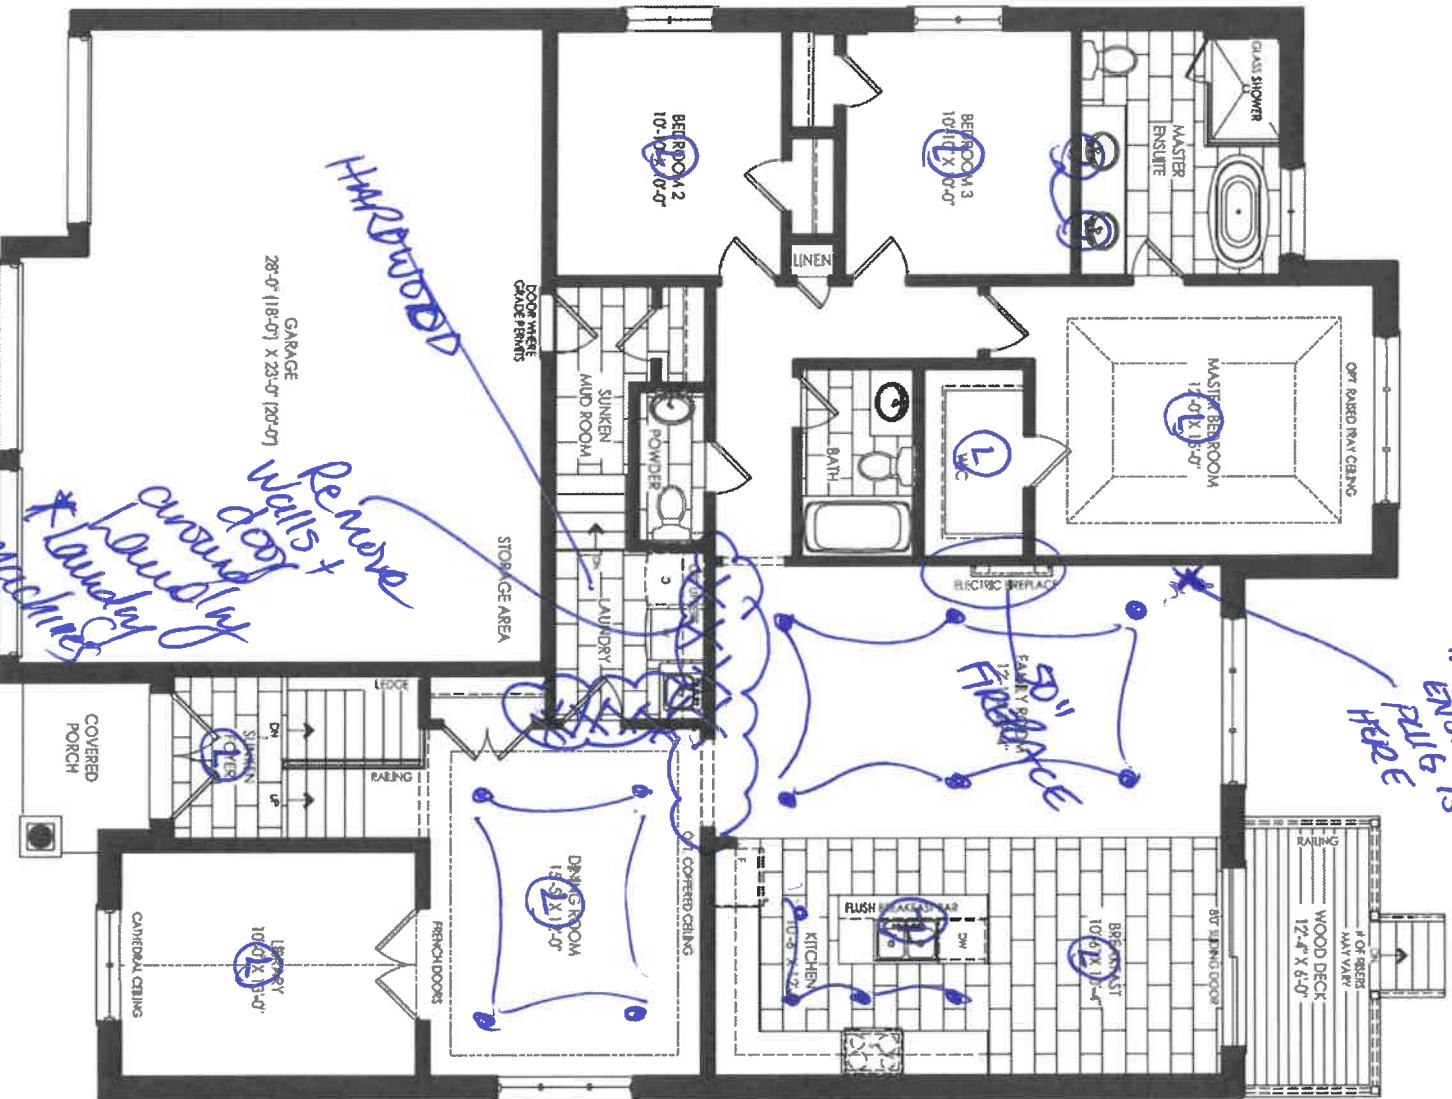 GLASS SHOWER
MASTER
ENSUITE
BEDROOM 3
BEDROOM 2
LINEN
L
L
OPT RAISED TRAY CEILING
MASTER BEDROOM
L
L
BATH
DOOR WHERE
GRADE PERMITS
SUNKEN
MUD ROOM
POWDER
HARDWOOD
GARAGE
28'-0" (18'-0") X 23'-0" (20'-0")
STORAGE AREA
DN
LAUNDRY
Remove
walls +
door
around
laundry
* laundry
machines
ELECTRIC FIREPLACE
FAMILY ROOM
50"
FIREPLACE
PLUG IS
HERE
COVERED
PORCH
LEDGE
SUNKEN
FOYER
L
DN
UP
RAILING
OPT. COFFERED CEILING
DINING ROOM
L
FRENCH DOORS
LIBRARY
L
CATHEDRAL CEILING
F
FLUSH BREAKFAST BAR
L
DW
KITCHEN
BREAKFAST
L
8'0" SLIDING DOOR
RAILING
WOOD DECK
12'-4" X 6'-0"
# OF RISERS
MAY VARY
DN